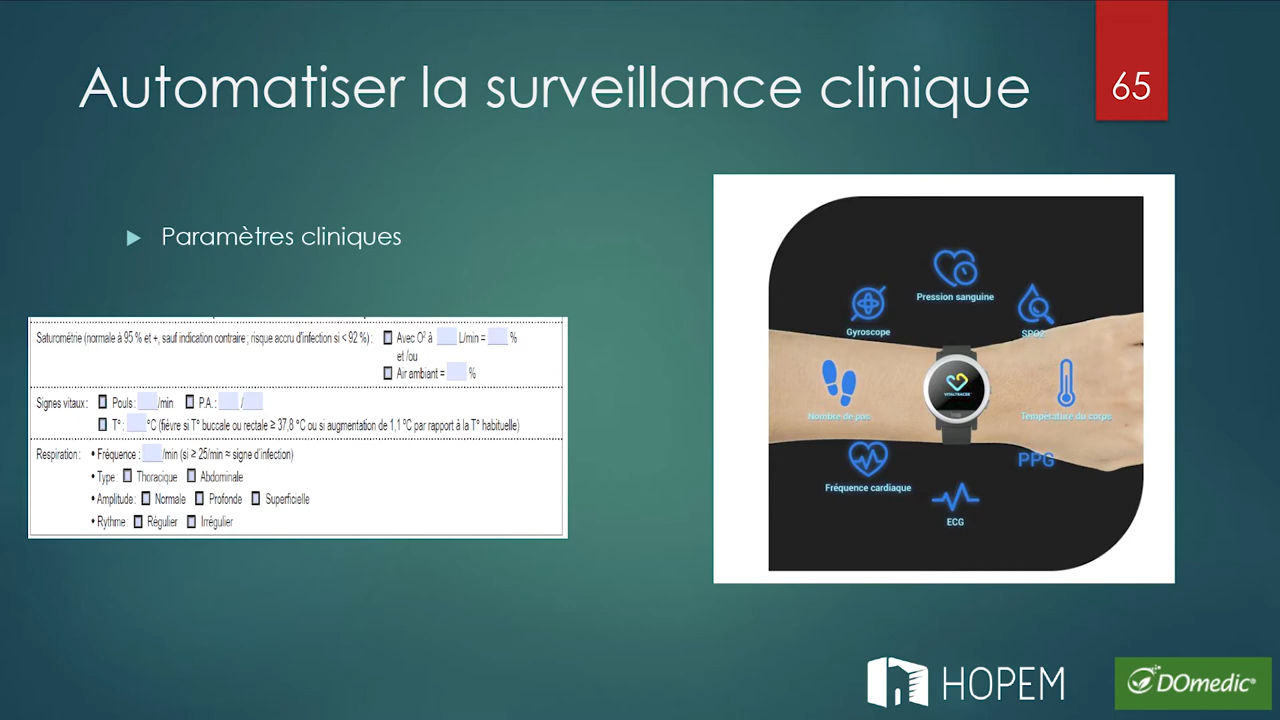 Automatiser la surveillance clinique
65
Paramètres cliniques
Saturométrie (normale à 95 % et +, sauf indication contraire ; risque accru d'infection si < 92 %) : Avec O² à L/min = %
et /ou
Air ambiant = %
Signes vitaux : Pouls : /min P.A. : /
T° : °C (fièvre si T° buccale ou rectale ≥ 37,8 °C ou si augmentation de 1,1 °C par rapport à la T° habituelle)
Respiration : • Fréquence : /min (si ≥ 25/min ≈ signe d'infection)
• Type : Thoracique Abdominale
• Amplitude : Normale Profonde Superficielle
• Rythme : Régulier Irrégulier
Pression sanguine
Gyroscope
SPO2
VITALTRACER
Nombre de pas
Température du corps
PPG
Fréquence cardiaque
ECG
HOPEM
DOmedic®